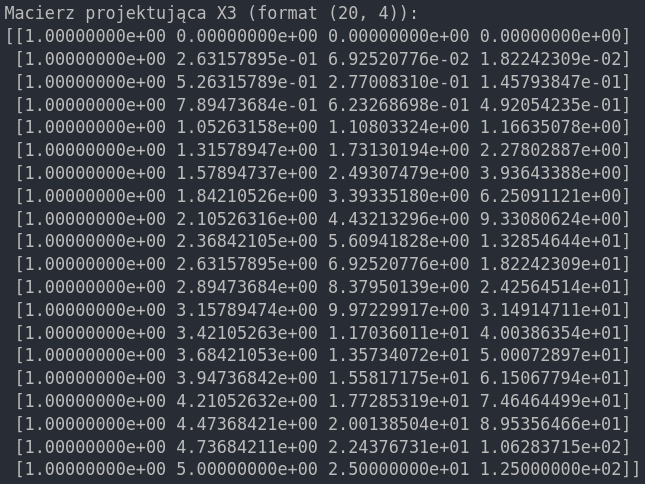 Macierz projektująca X3 (format (20, 4)):
[[1.00000000e+00 0.00000000e+00 0.00000000e+00 0.00000000e+00]
 [1.00000000e+00 2.63157895e-01 6.92520776e-02 1.82242309e-02]
 [1.00000000e+00 5.26315789e-01 2.77008310e-01 1.45793847e-01]
 [1.00000000e+00 7.89473684e-01 6.23268698e-01 4.92054235e-01]
 [1.00000000e+00 1.05263158e+00 1.10803324e+00 1.16635078e+00]
 [1.00000000e+00 1.31578947e+00 1.73130194e+00 2.27802887e+00]
 [1.00000000e+00 1.57894737e+00 2.49307479e+00 3.93643388e+00]
 [1.00000000e+00 1.84210526e+00 3.39335180e+00 6.25091121e+00]
 [1.00000000e+00 2.10526316e+00 4.43213296e+00 9.33080624e+00]
 [1.00000000e+00 2.36842105e+00 5.60941828e+00 1.32854644e+01]
 [1.00000000e+00 2.63157895e+00 6.92520776e+00 1.82242309e+01]
 [1.00000000e+00 2.89473684e+00 8.37950139e+00 2.42564514e+01]
 [1.00000000e+00 3.15789474e+00 9.97229917e+00 3.14914711e+01]
 [1.00000000e+00 3.42105263e+00 1.17036011e+01 4.00386354e+01]
 [1.00000000e+00 3.68421053e+00 1.35734072e+01 5.00072897e+01]
 [1.00000000e+00 3.94736842e+00 1.55817175e+01 6.15067794e+01]
 [1.00000000e+00 4.21052632e+00 1.77285319e+01 7.46464499e+01]
 [1.00000000e+00 4.47368421e+00 2.00138504e+01 8.95356466e+01]
 [1.00000000e+00 4.73684211e+00 2.24376731e+01 1.06283715e+02]
 [1.00000000e+00 5.00000000e+00 2.50000000e+01 1.25000000e+02]]